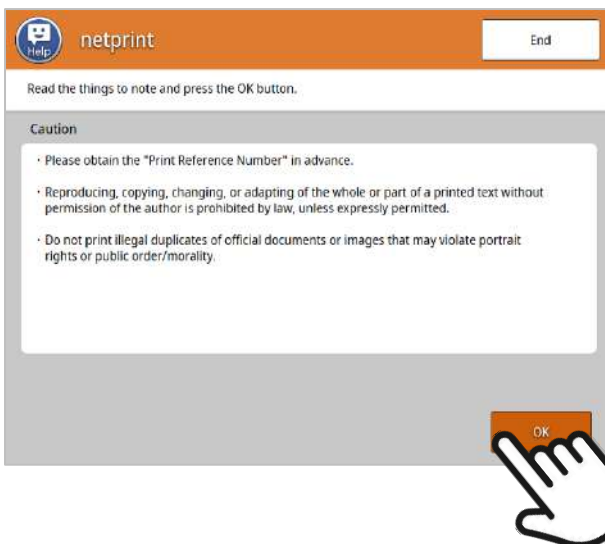 Help
netprint
End
Read the things to note and press the OK button.
Caution
・Please obtain the "Print Reference Number" in advance.
・Reproducing, copying, changing, or adapting of the whole or part of a printed text without
permission of the author is prohibited by law, unless expressly permitted.
・Do not print illegal duplicates of official documents or images that may violate portrait
rights or public order/morality.
OK